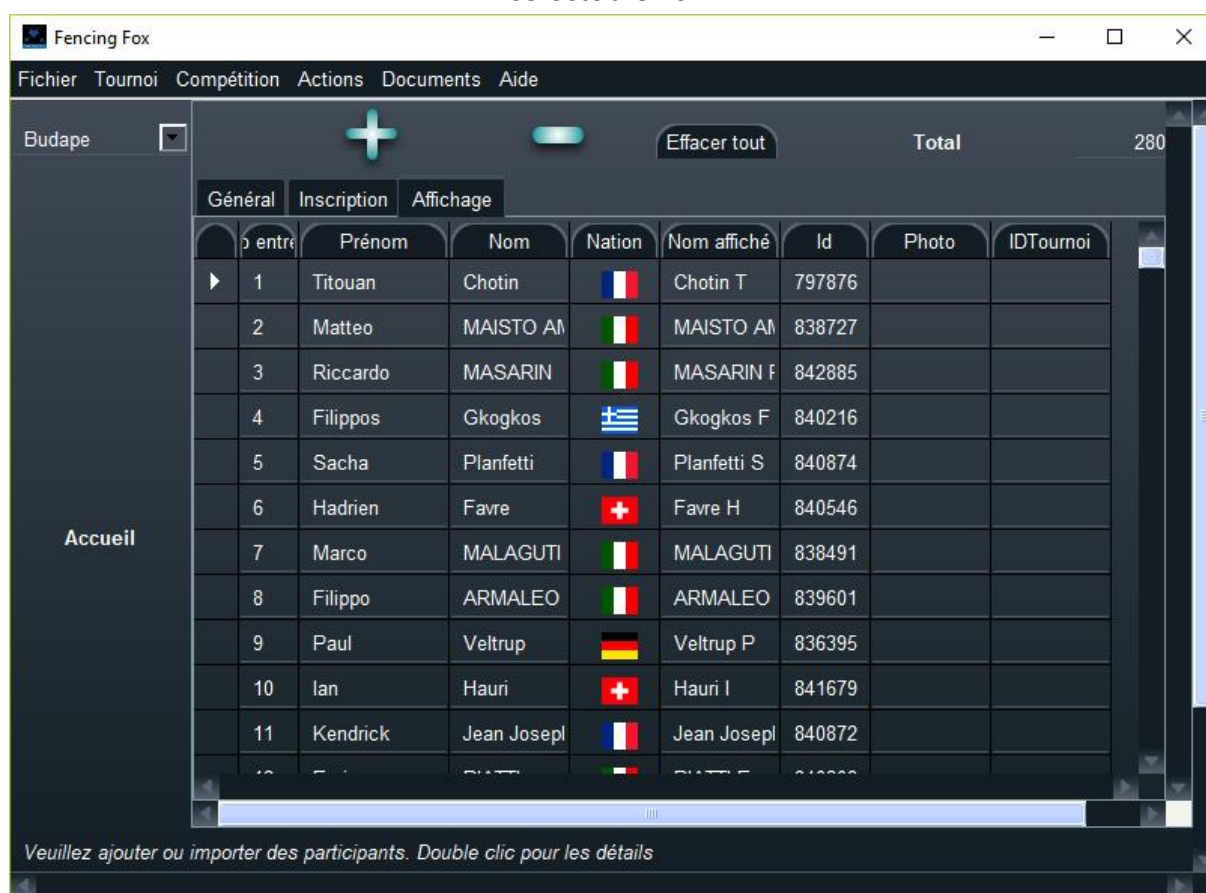 Fencing Fox
Fichier Tournoi Compétition Actions Documents Aide
Budape Effacer tout Total 280
Général Inscription Affichage
entré Prénom Nom Nation Nom affiché Id Photo IDTournoi
1 Titouan Chotin Chotin T 797876
2 Matteo MAISTO MAISTO 838727
3 Riccardo MASARIN MASARIN 842885
4 Filippos Gkogkos Gkogkos F 840216
5 Sacha Planfetti Planfetti S 840874
6 Hadrien Favre Favre H 840546
Accueil
7 Marco MALAGUTI MALAGUTI 838491
8 Filippo ARMALEO ARMALEO 839601
9 Paul Veltrup Veltrup P 836395
10 Ian Hauri Hauri I 841679
11 Kendrick Jean Josepl Jean Josepl 840872
Veuillez ajouter ou importer des participants. Double clic pour les détails